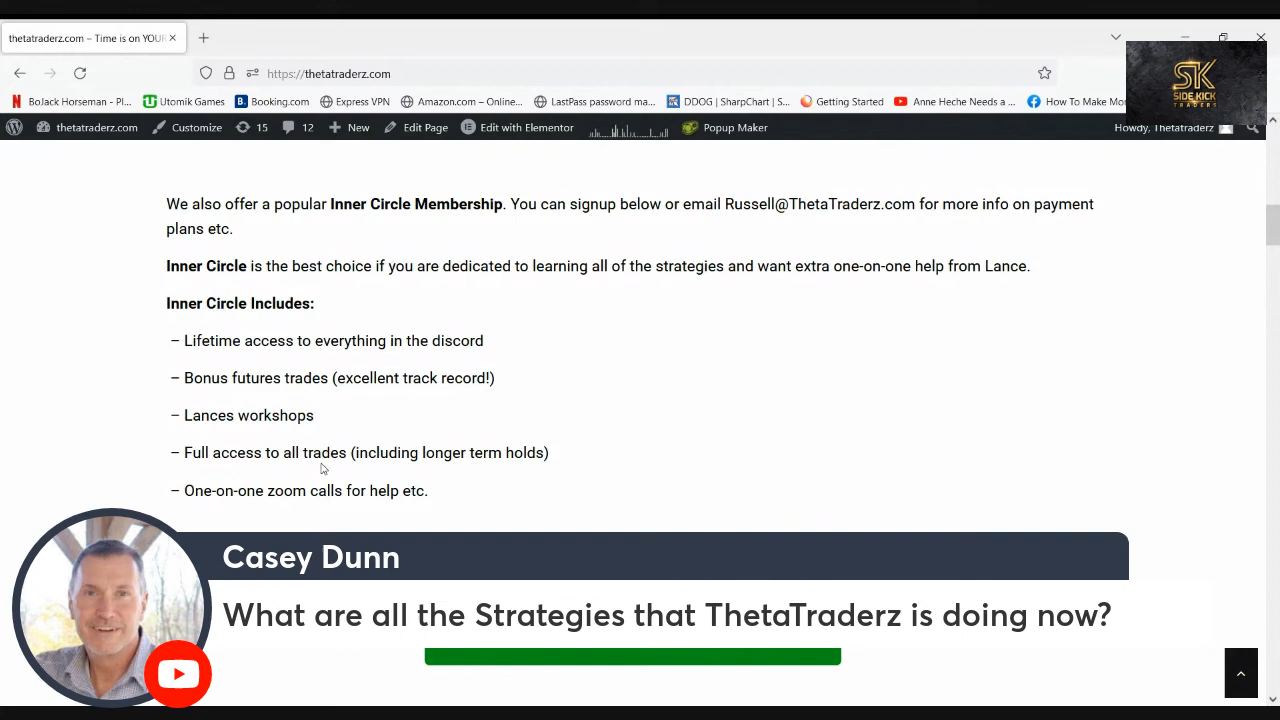 thetatraderz.com – Time is on YOUR
https://thetatraderz.com
BoJack Horseman - Pl...
Utomik Games
Booking.com
Express VPN
Amazon.com - Online...
LastPass password ma...
DDOG | SharpChart | S...
Getting Started
Anne Heche Needs a ...
How To Make Mor
SK
SIDE KICK
TRADERS
thetatraderz.com
Customize
15
12
New
Edit Page
Edit with Elementor
Popup Maker
Howdy, Thetatraderz
We also offer a popular Inner Circle Membership. You can signup below or email Russell@ThetaTraderz.com for more info on payment
plans etc.
Inner Circle is the best choice if you are dedicated to learning all of the strategies and want extra one-on-one help from Lance.
Inner Circle Includes:
– Lifetime access to everything in the discord
– Bonus futures trades (excellent track record!)
– Lances workshops
– Full access to all trades (including longer term holds)
– One-on-one zoom calls for help etc.
Casey Dunn
What are all the Strategies that ThetaTraderz is doing now?